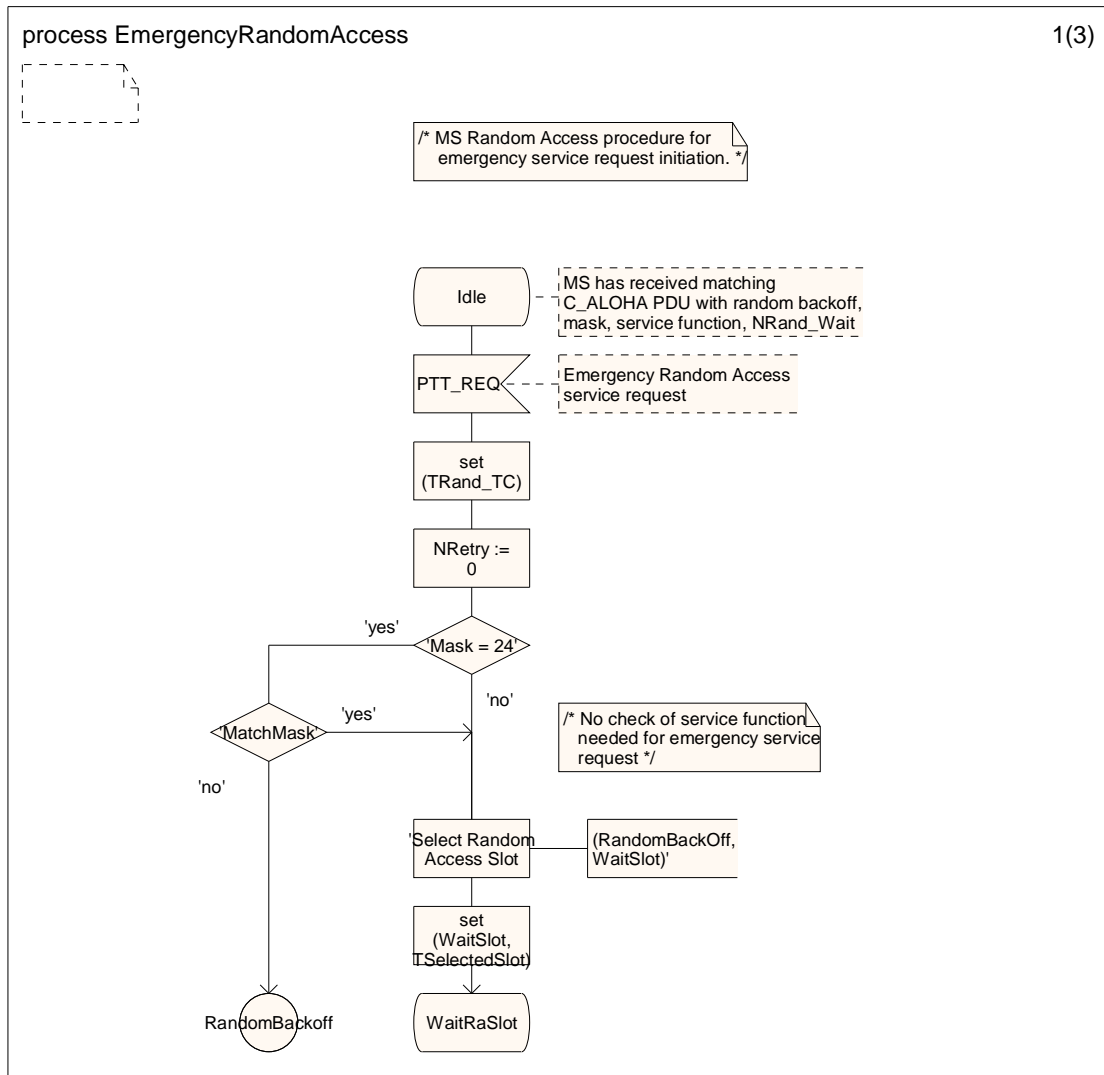 process EmergencyRandomAccess
1(3)
/* MS Random Access procedure for
emergency service request initiation. */
Idle
MS has received matching
C_ALOHA PDU with random backoff,
mask, service function, NRand_Wait
PTT_REQ
Emergency Random Access
service request
set
(TRand_TC)
NRetry :=
0
'yes'
'Mask = 24'
'no'
'MatchMask'
'yes'
/* No check of service function
needed for emergency service
request */
'no'
'Select Random
Access Slot
(RandomBackOff,
WaitSlot)'
set
(WaitSlot,
TSelectedSlot)
RandomBackoff
WaitRaSlot